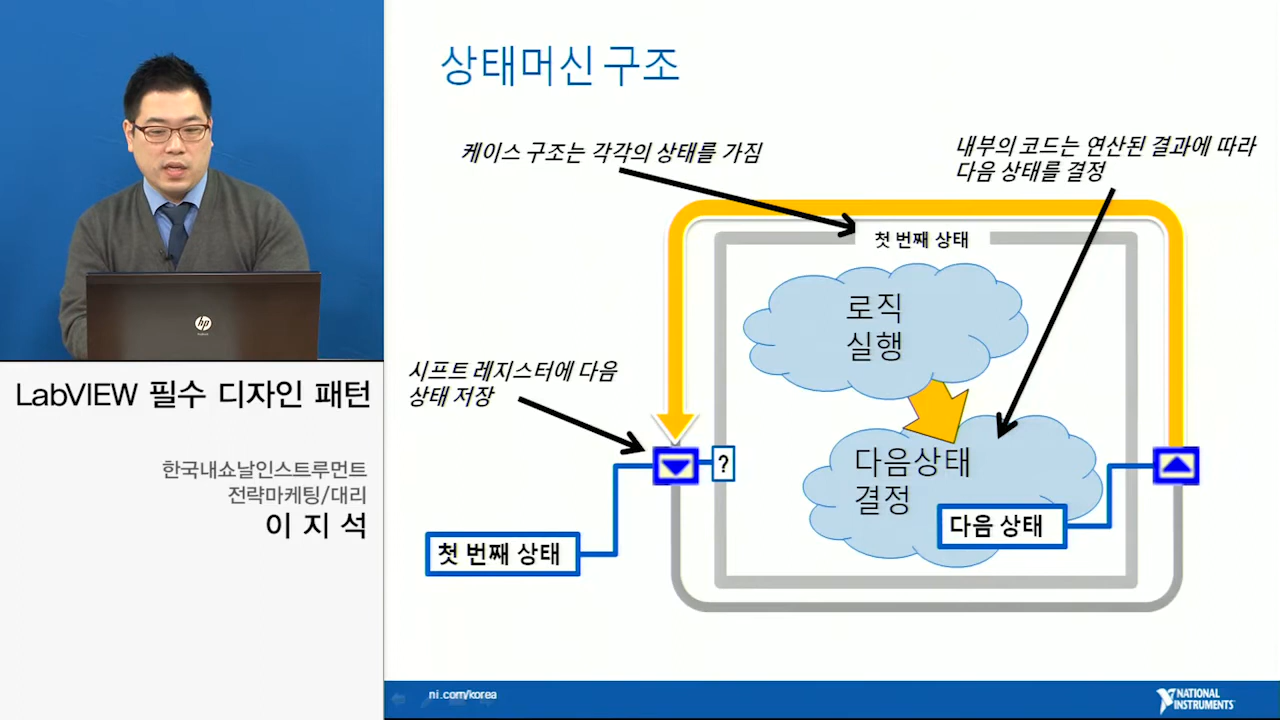 상태머신 구조
케이스 구조는 각각의 상태를 가짐
내부의 코드는 연산된 결과에 따라
다음 상태를 결정
첫 번째 상태
로직
실행
시프트 레지스터에 다음
상태 저장
?
다음상태
결정
다음 상태
첫 번째 상태
hp
LabVIEW 필수 디자인 패턴
한국내쇼날인스트루먼트
전략마케팅/대리
이 지 석
ni.com/korea
NATIONAL
INSTRUMENTS